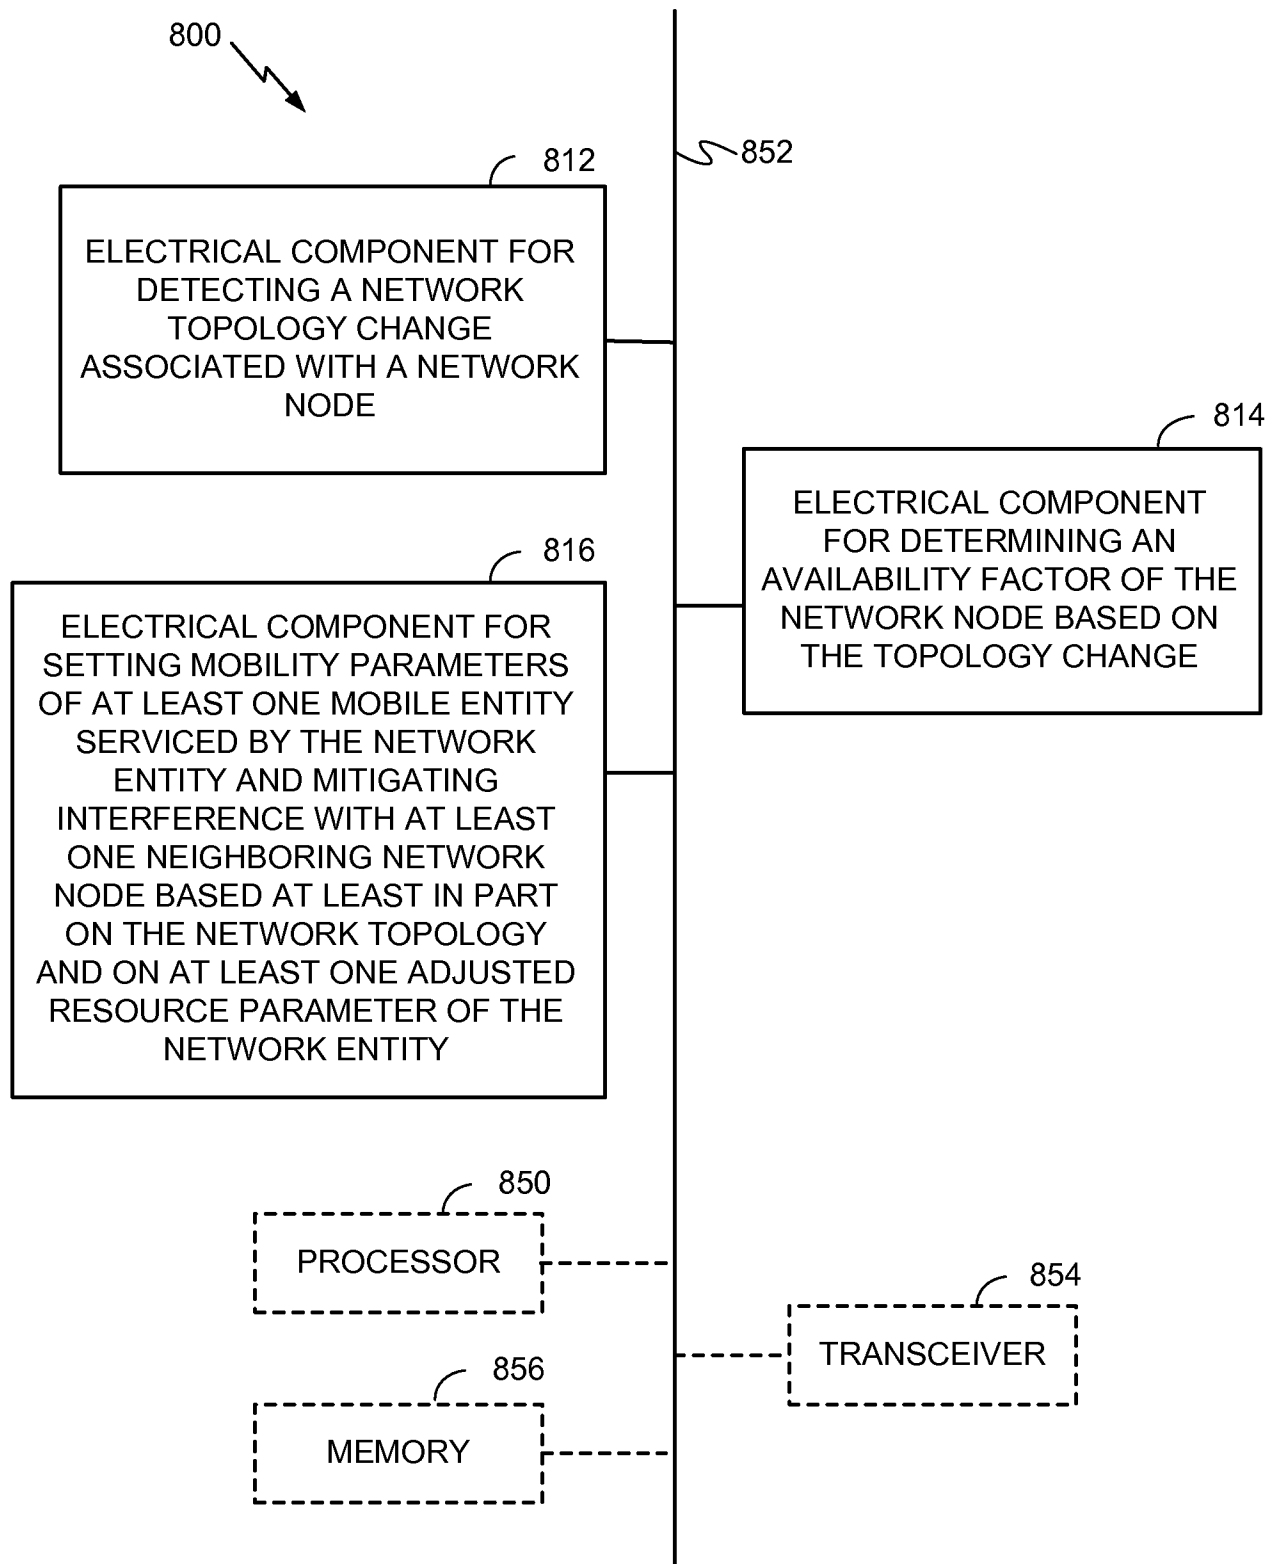 800
852
812
ELECTRICAL COMPONENT FOR
DETECTING A NETWORK
TOPOLOGY CHANGE
ASSOCIATED WITH A NETWORK
NODE
814
ELECTRICAL COMPONENT
FOR DETERMINING AN
AVAILABILITY FACTOR OF THE
NETWORK NODE BASED ON
THE TOPOLOGY CHANGE
816
ELECTRICAL COMPONENT FOR
SETTING MOBILITY PARAMETERS
OF AT LEAST ONE MOBILE ENTITY
SERVICED BY THE NETWORK
ENTITY AND MITIGATING
INTERFERENCE WITH AT LEAST
ONE NEIGHBORING NETWORK
NODE BASED AT LEAST IN PART
ON THE NETWORK TOPOLOGY
AND ON AT LEAST ONE ADJUSTED
RESOURCE PARAMETER OF THE
NETWORK ENTITY
850
PROCESSOR
854
TRANSCEIVER
856
MEMORY